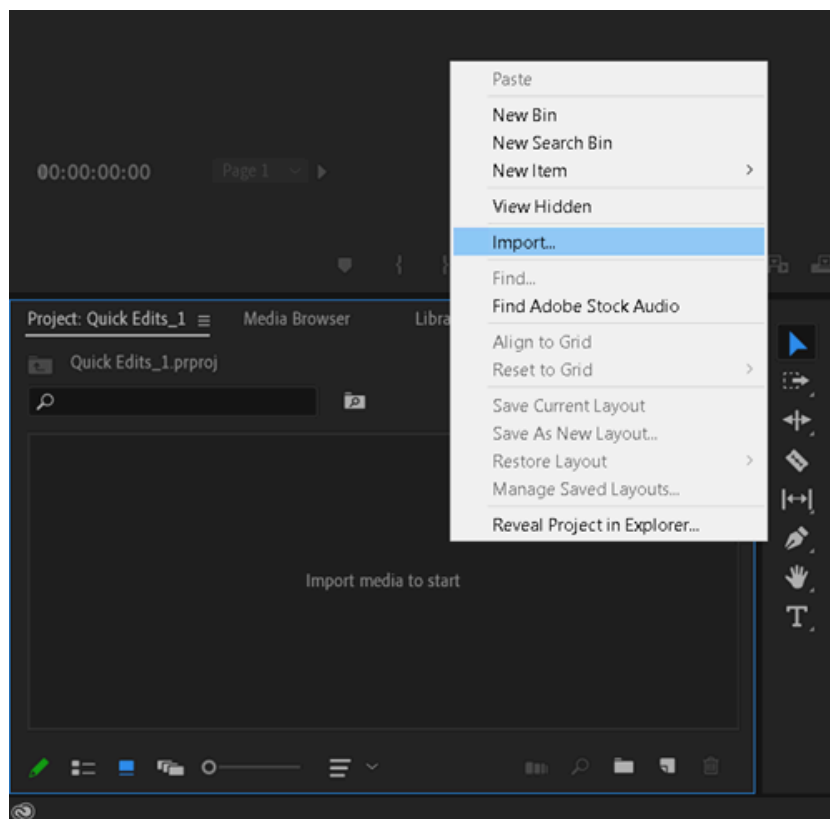 00:00:00:00 Page 1
Paste
New Bin
New Search Bin
New Item
View Hidden
Import...
Find...
Find Adobe Stock Audio
Align to Grid
Reset to Grid
Save Current Layout
Save As New Layout...
Restore Layout
Manage Saved Layouts...
Reveal Project in Explorer...
Project: Quick Edits_1 Media Browser Libra
Quick Edits_1.prproj
Import media to start